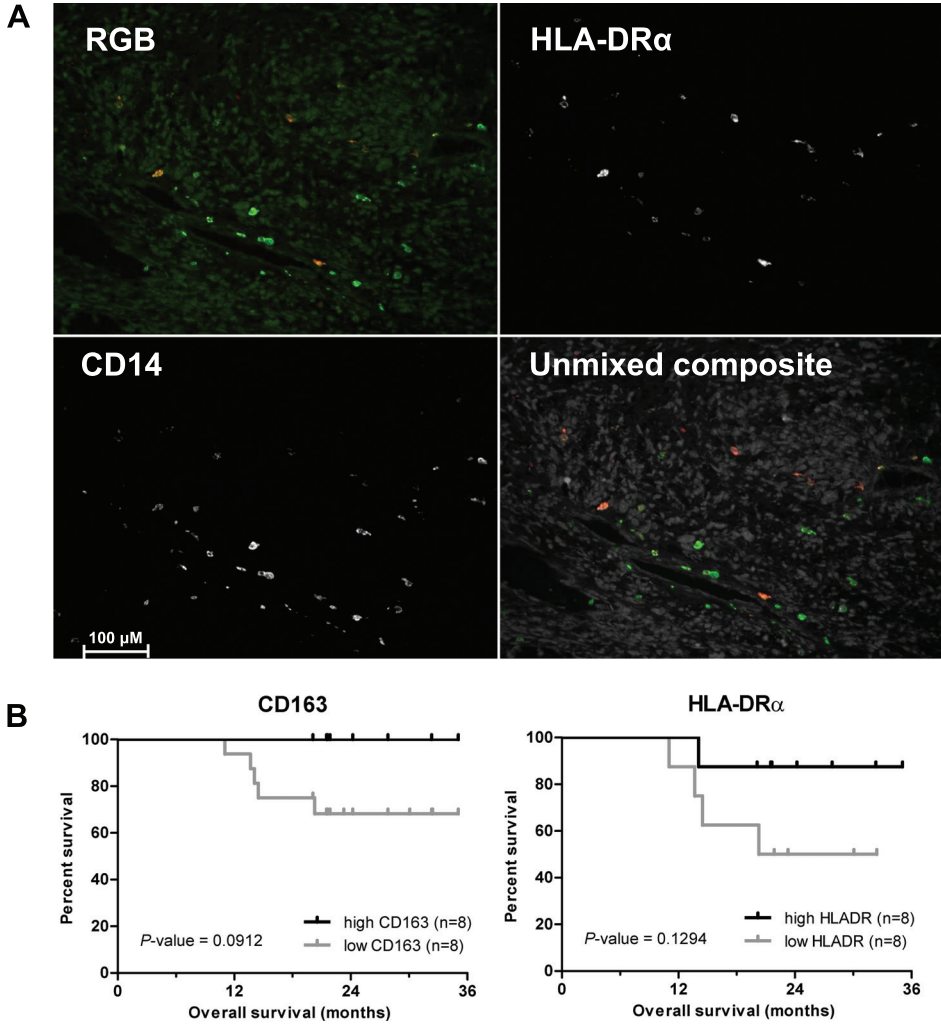 A
RGB
HLA-DRα
CD14
Unmixed composite
100 µM
B
CD163
Percent survival
100
80
60
40
20
0
high CD163 (n=8)
low CD163 (n=8)
P-value = 0.0912
0 12 24 36
Overall survival (months)
HLA-DRα
Percent survival
100
80
60
40
20
0
high HLADR (n=8)
low HLADR (n=8)
P-value = 0.1294
0 12 24 36
Overall survival (months)